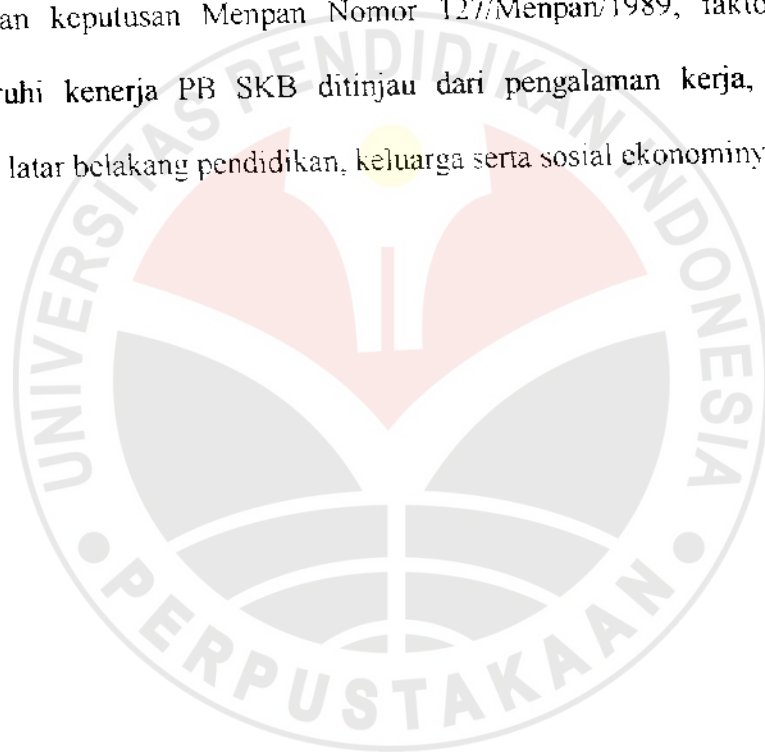 an keputusan Menpan Nomor 127/Menpan/1989, fakto
ruhi kenerja PB SKB ditinjau dari pengalaman kerja,
latar belakang pendidikan, keluarga serta sosial ekonominy
UNIVERSITAS PENDIDIKAN INDONESIA
PERPUSTAKAAN